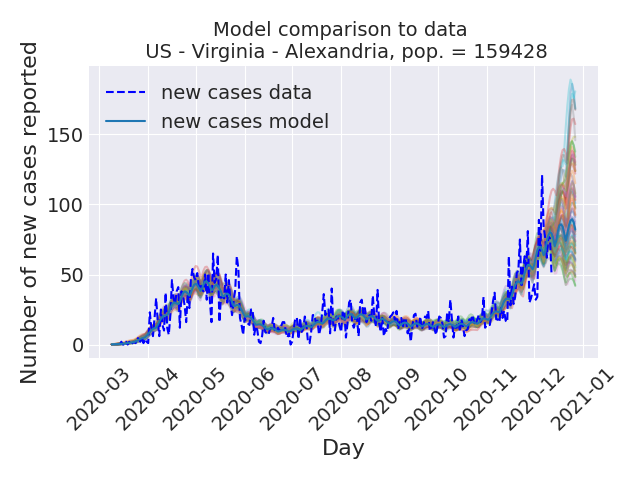 Model comparison to data
US - Virginia - Alexandria, pop. = 159428
Number of new cases reported
new cases data
new cases model
150
100
50
0
2020-03
2020-04
2020-05
2020-06
2020-07
2020-08
2020-09
2020-10
2020-11
2020-12
2021-01
Day